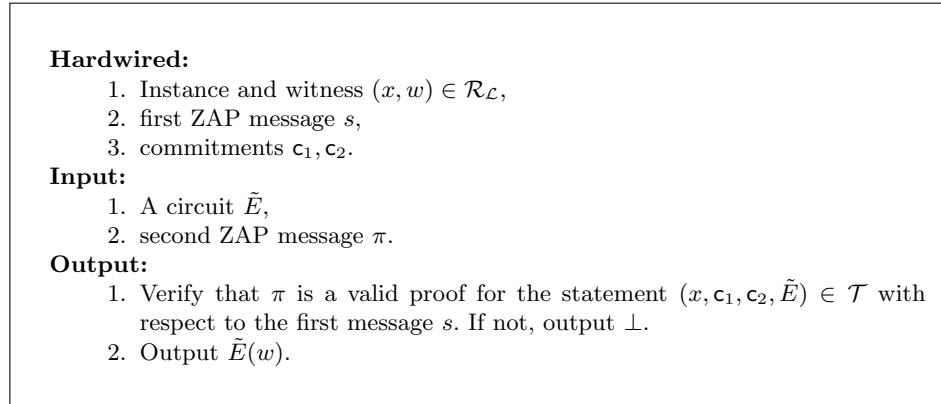 Hardwired:
1. Instance and witness (x, w) ∈ R_L,
2. first ZAP message s,
3. commitments c₁, c₂.
Input:
1. A circuit Ẽ,
2. second ZAP message π.
Output:
1. Verify that π is a valid proof for the statement (x, c₁, c₂, Ẽ) ∈ T with
respect to the first message s. If not, output ⊥.
2. Output Ẽ(w).